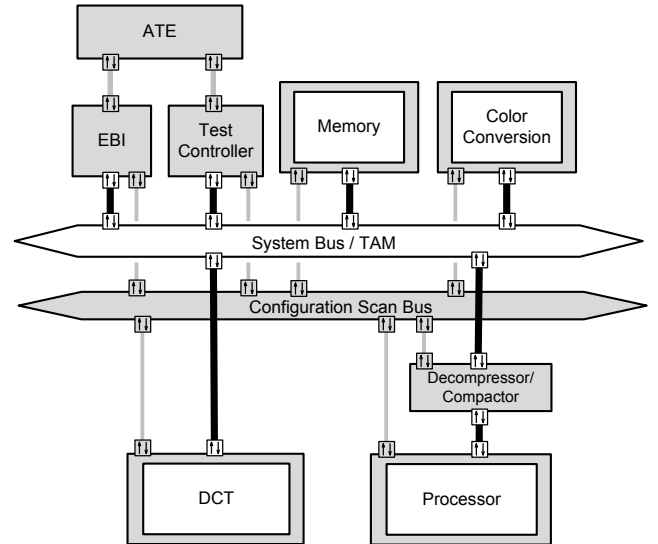 ATE
EBI
Test
Controller
Memory
Color
Conversion
System Bus / TAM
Configuration Scan Bus
Decompressor/
Compactor
DCT
Processor